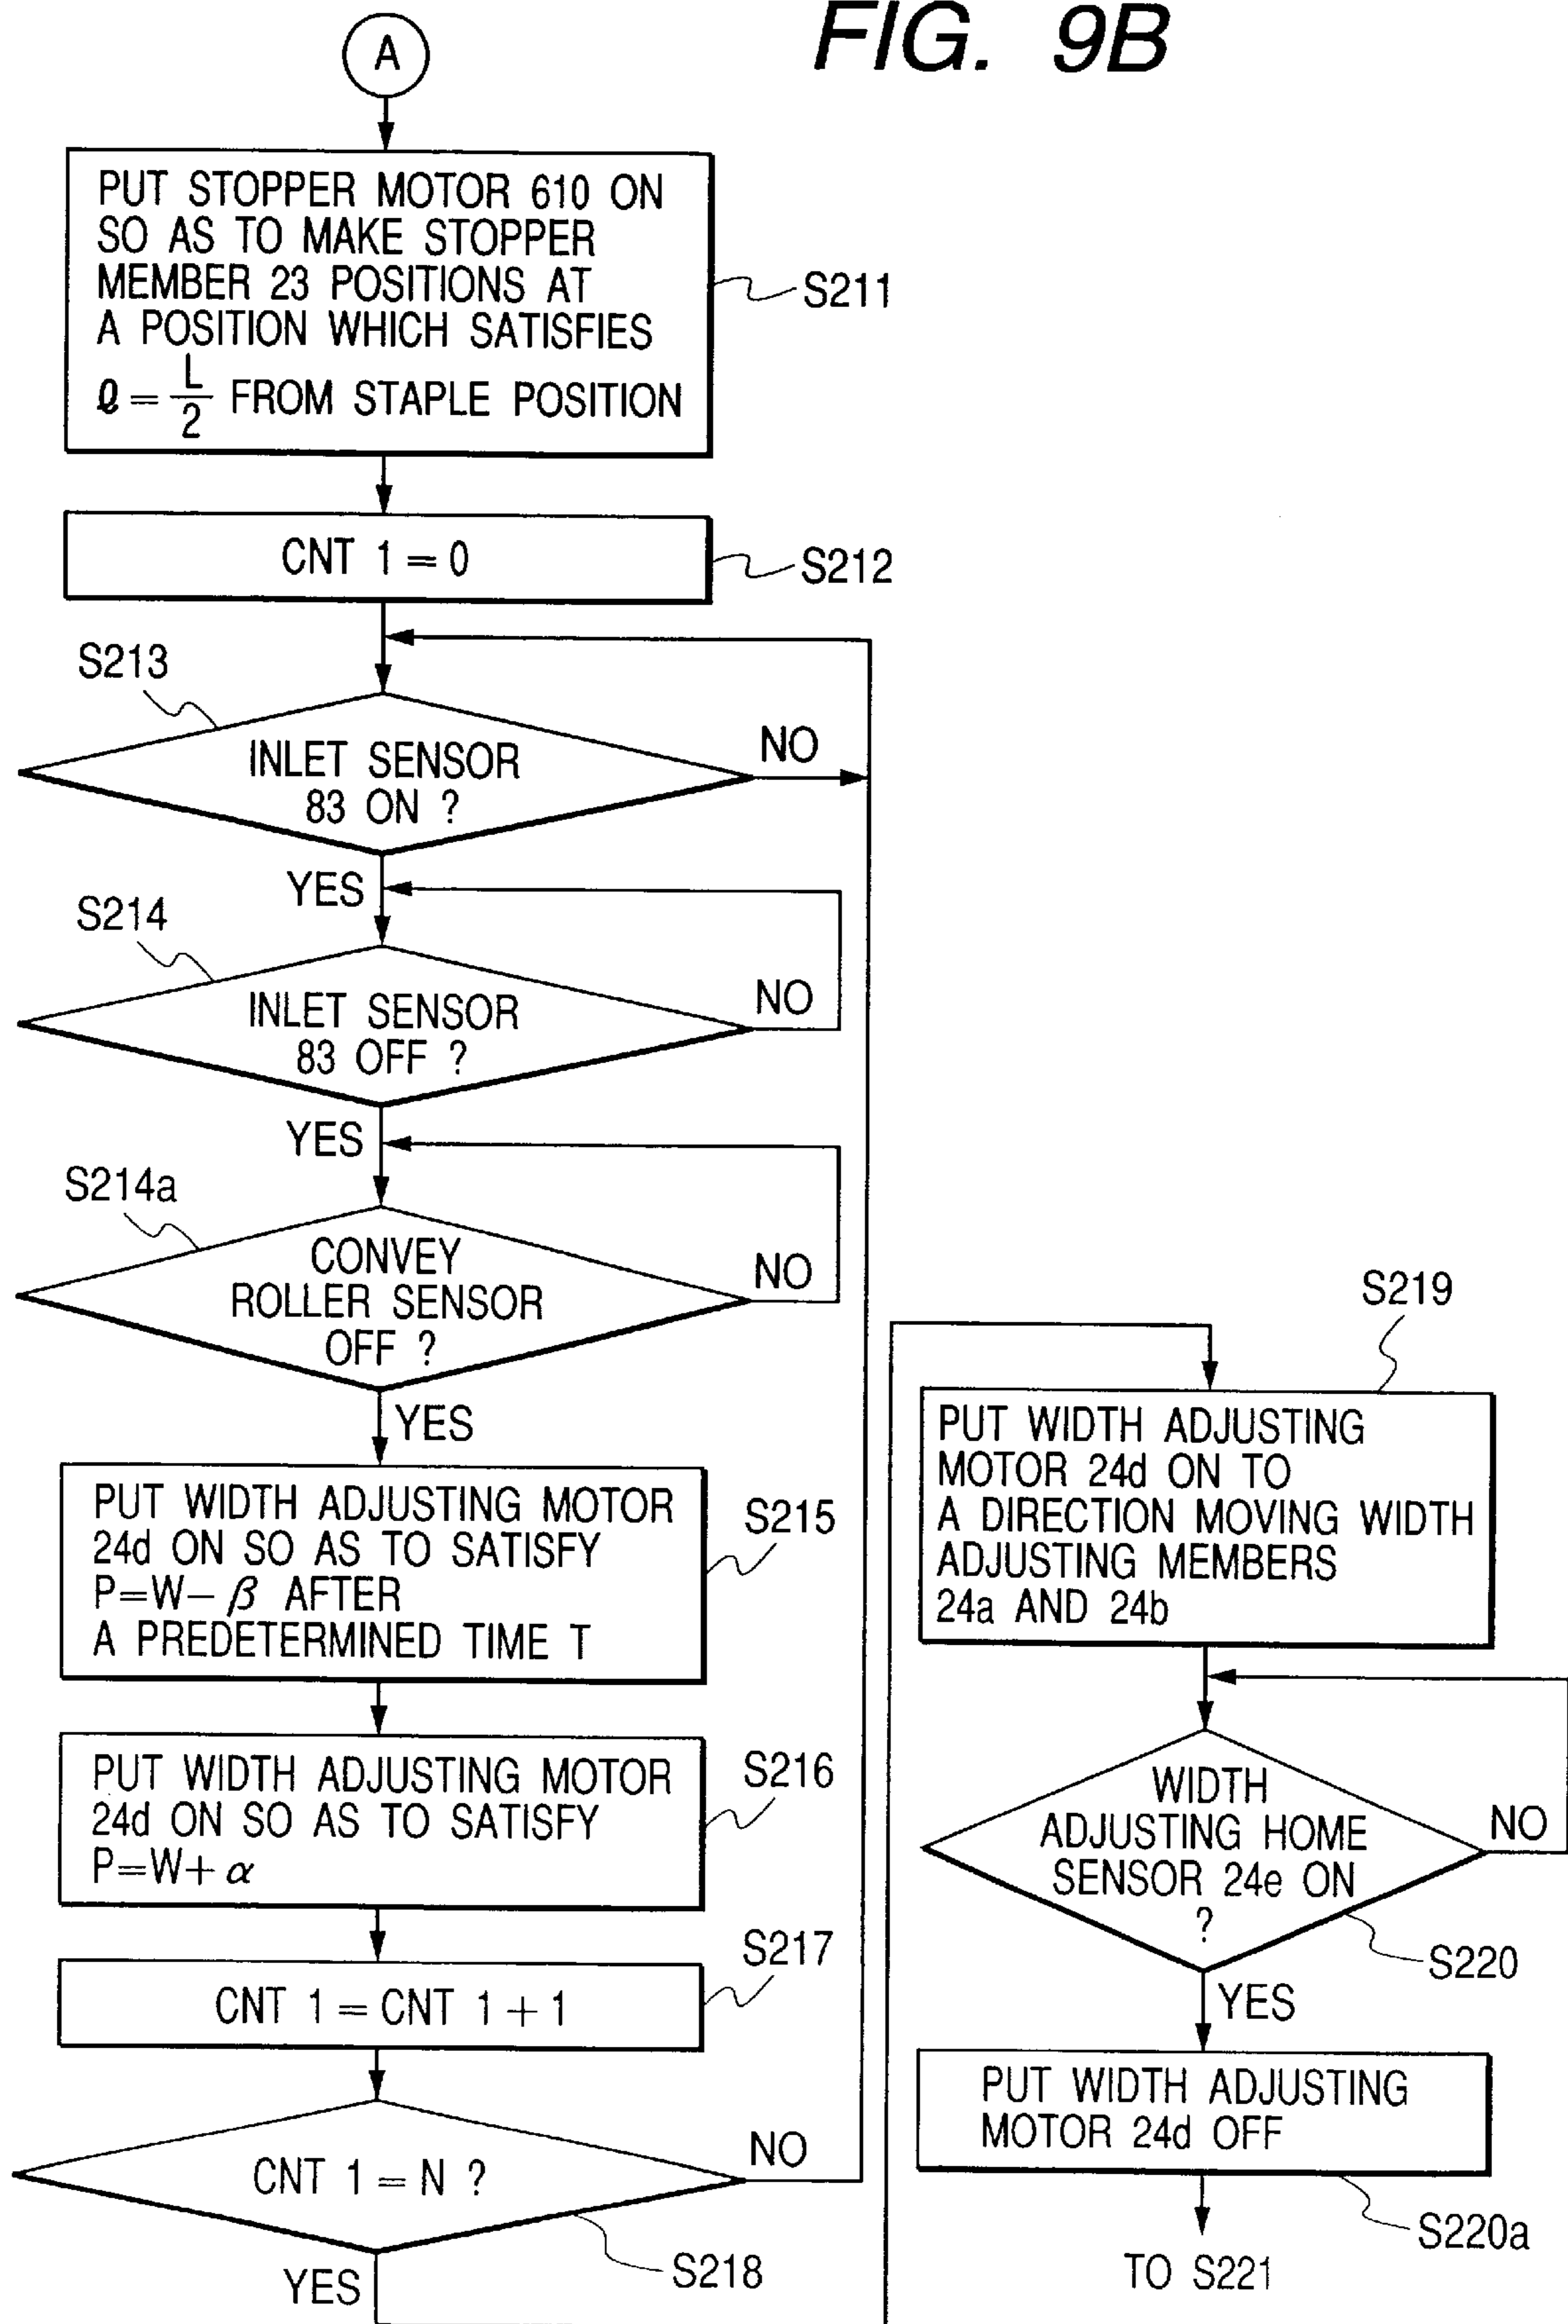 FIG. 9B
A
PUT STOPPER MOTOR 610 ON
SO AS TO MAKE STOPPER
MEMBER 23 POSITIONS AT
A POSITION WHICH SATISFIES
ℓ = L/2 FROM STAPLE POSITION
S211
CNT 1 = 0
S212
S213
INLET SENSOR
83 ON ?
NO
YES
S214
INLET SENSOR
83 OFF ?
NO
YES
S214a
CONVEY
ROLLER SENSOR
OFF ?
NO
YES
PUT WIDTH ADJUSTING MOTOR
24d ON SO AS TO SATISFY
P=W−β AFTER
A PREDETERMINED TIME T
S215
PUT WIDTH ADJUSTING MOTOR
24d ON SO AS TO SATISFY
P=W+α
S216
CNT 1 = CNT 1 + 1
S217
CNT 1 = N ?
NO
S218
YES
S219
PUT WIDTH ADJUSTING
MOTOR 24d ON TO
A DIRECTION MOVING WIDTH
ADJUSTING MEMBERS
24a AND 24b
WIDTH
ADJUSTING HOME
SENSOR 24e ON
?
NO
S220
YES
PUT WIDTH ADJUSTING
MOTOR 24d OFF
S220a
TO S221